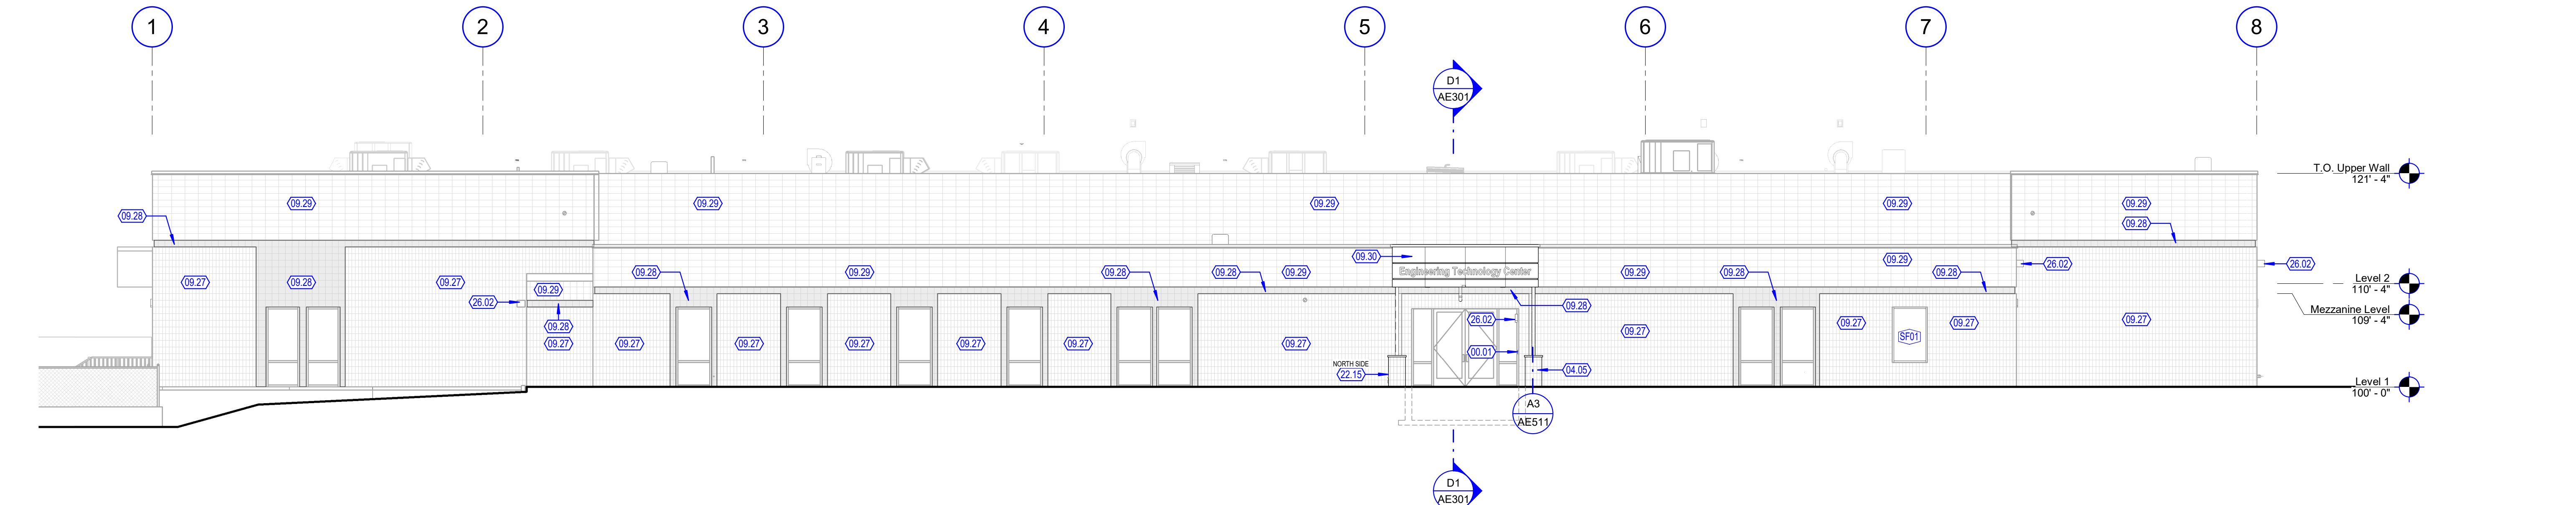 1 2 3 4 5 6 7 8
D1
AE301
T.O. Upper Wall
121' - 4"
09.29 09.29 09.29 09.29 09.29
09.28 09.28
09.30
09.29 09.29 09.29 09.29
26.02 26.02
09.28 09.28 09.28 09.28 09.28
Engineering Technology Center
09.27 09.28 09.27
Level 2
110' - 4"
09.29
26.02
09.28
Mezzanine Level
109' - 4"
09.28
26.02
09.27 09.27 09.27 09.27
09.27
SF01
09.27 09.27 09.27 09.27 09.27 09.27 09.27
00.01
NORTH SIDE
22.15
04.05
Level 1
100' - 0"
A3
AE511
D1
AE301